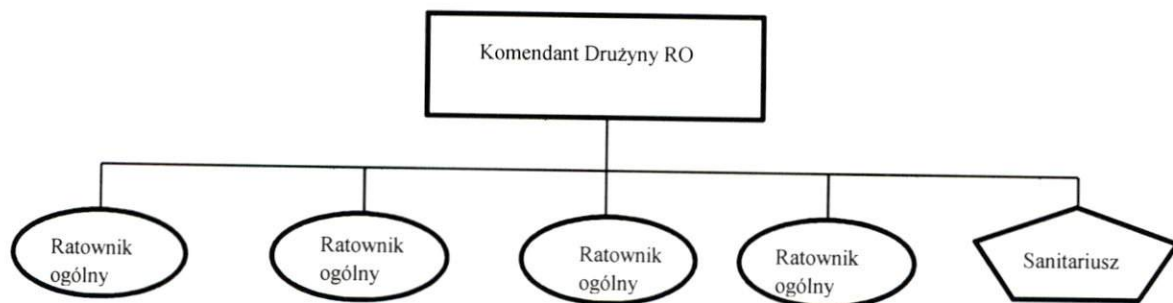 Komendant Drużyny RO
Ratownik
ogólny
Ratownik
ogólny
Ratownik
ogólny
Ratownik
ogólny
Sanitariusz